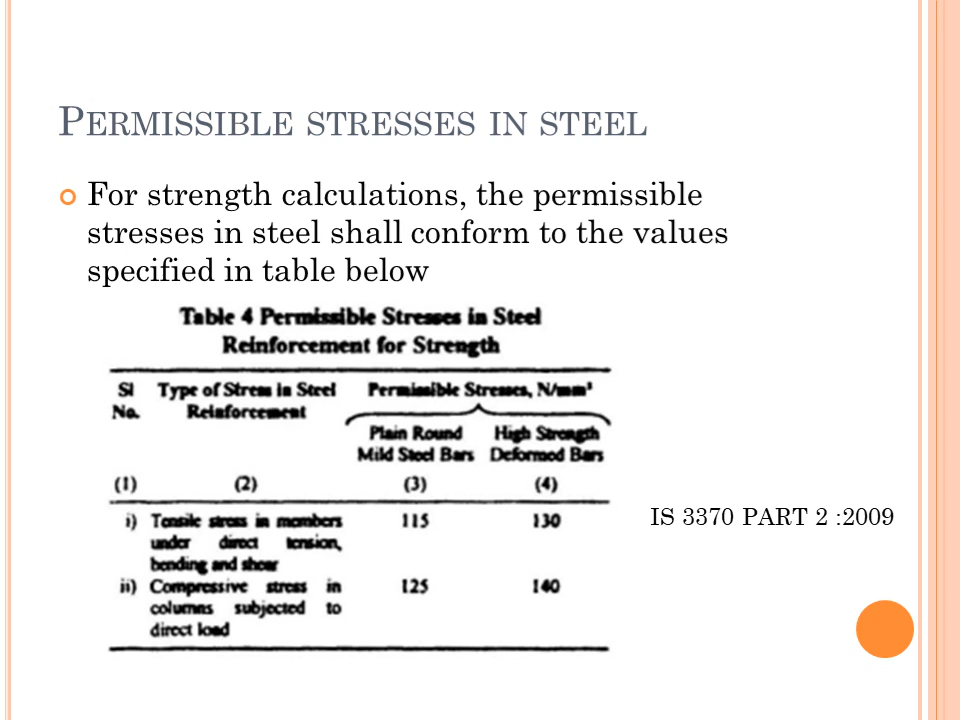 PERMISSIBLE STRESSES IN STEEL
For strength calculations, the permissible
stresses in steel shall conform to the values
specified in table below
Table 4 Permissible Stresses in Steel
Reinforcement for Strength
Sl Type of Stress in Steel Permissible Stresses, N/mm²
No. Reinforcement
Plain Round High Strength
Mild Steel Bars Deformed Bars
(1) (2) (3) (4)
i) Tensile stress in members 115 130
under direct tension,
bending and shear
ii) Compressive stress in 125 140
columns subjected to
direct load
IS 3370 PART 2 :2009